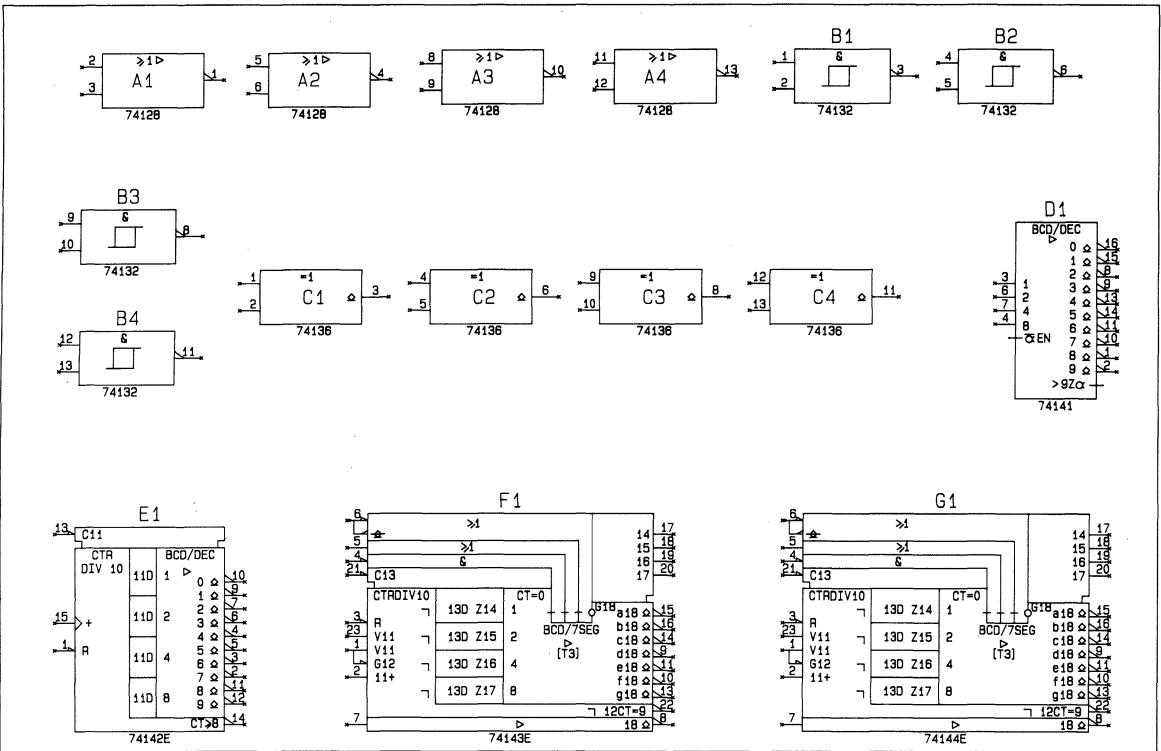 B1 B2
2 ≥1▷ 1
3 A1
74128
5 ≥1▷ 4
6 A2
74128
8 ≥1▷ 10
9 A3
74128
11 ≥1▷ 13
12 A4
74128
1 & 3
2
74132
4 & 6
5
74132
B3
9 & 8
10
74132
B4
12 & 11
13
74132
1 =1
2 C1 3
74136
4 =1
5 C2 6
74136
9 =1
10 C3 8
74136
12 =1
13 C4 11
74136
D1
BCD/DEC
▷
0 16
1 15
2 8
3 1 3 9
6 2 4 13
7 4 5 14
4 8 6 11
α EN 7 10
8 1
9 2
>9Zα
74141
E1
13 C11
CTR DIV 10 BCD/DEC
▷
11D 1 0 10
1 9
11D 2 2 7
15 + 3 6
4 4
11D 4 5 5
1 R 6 3
7 2
11D 8 8 11
9 12
CT≥8 14
74142E
F1
6 ≥1 14 17
5 ≥1 15 18
4 & 16 19
21 C13 17 20
CTRDIV10 CT=0 G18
3 R 13D Z14 1 a18 15
23 V11 13D Z15 2 b18 16
1 V11 BCD/7SEG c18 14
G12 13D Z16 4 ▷ d18 9
2 11+ [T3] e18 11
13D Z17 8 f18 10
g18 13
12CT=9 22
7 ▷ 18 8
74143E
G1
6 ≥1 14 17
5 ≥1 15 18
4 & 16 19
21 C13 17 20
CTRDIV10 CT=0 G18
3 R 13D Z14 1 a18 15
23 V11 13D Z15 2 b18 16
1 V11 BCD/7SEG c18 14
G12 13D Z16 4 ▷ d18 9
2 11+ [T3] e18 11
13D Z17 8 f18 10
g18 13
12CT=9 22
7 ▷ 18 8
74144E